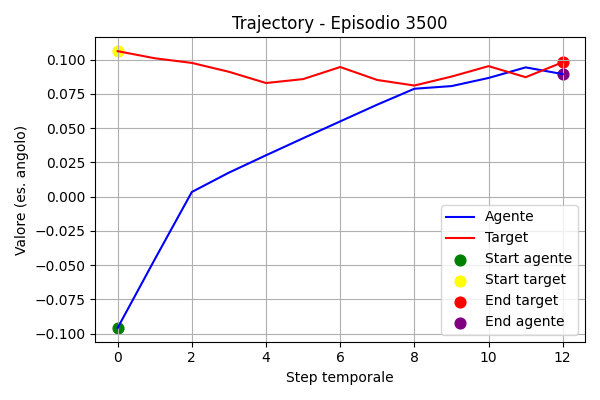 Trajectory - Episodio 3500
Valore (es. angolo)
0.100
0.075
0.050
0.025
0.000
−0.025
−0.050
−0.075
−0.100
0 2 4 6 8 10 12
Step temporale
Agente
Target
Start agente
Start target
End target
End agente